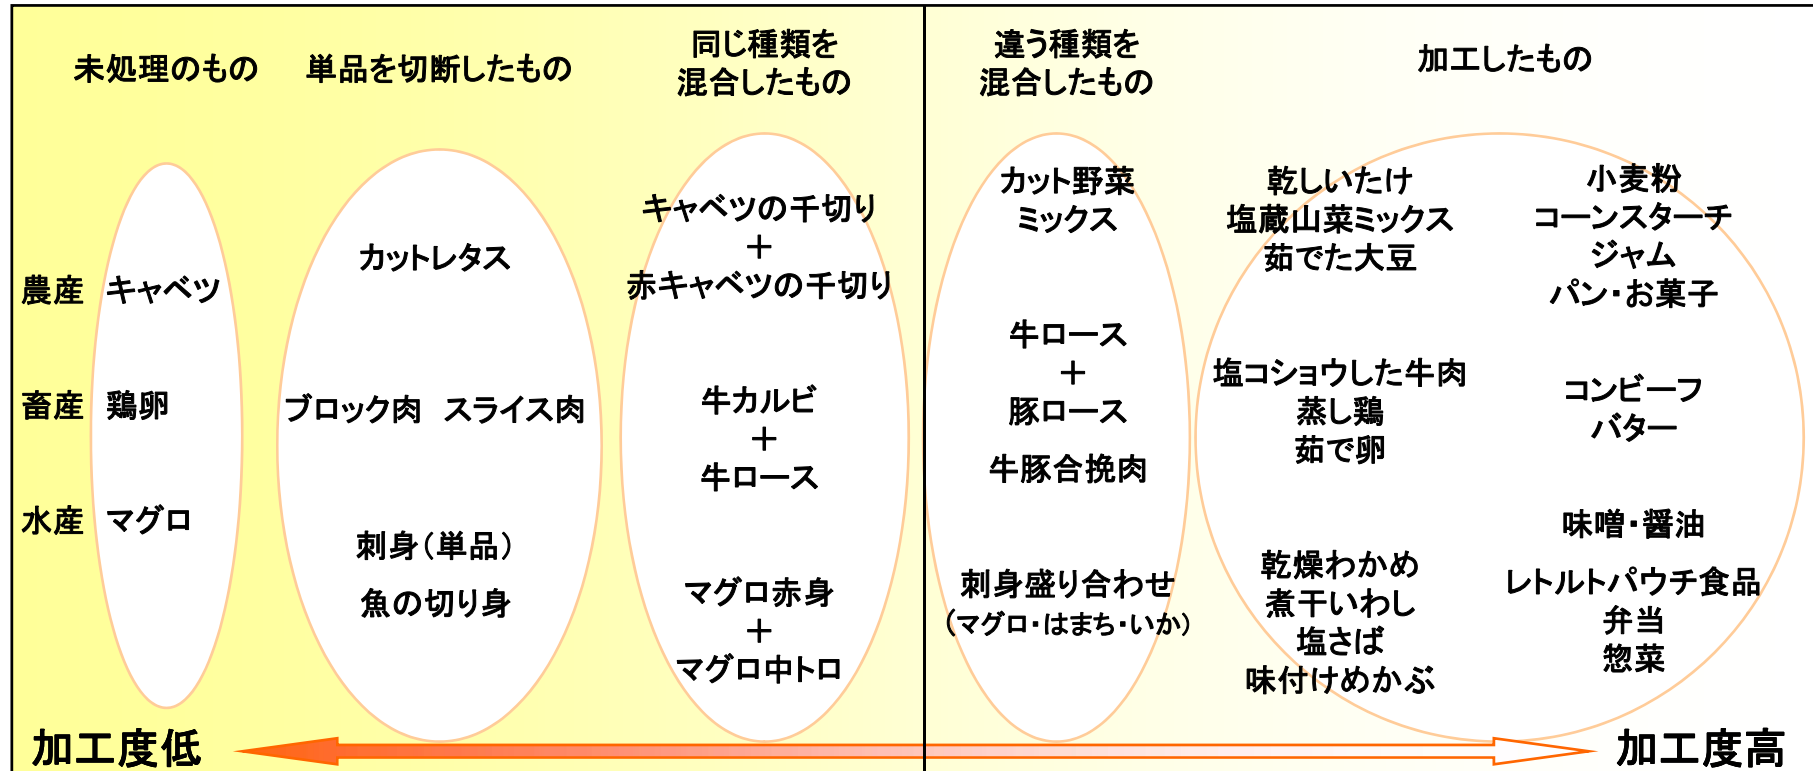 未処理のもの
単品を切断したもの
同じ種類を
混合したもの
違う種類を
混合したもの
加工したもの
農産
キャベツ
畜産
鶏卵
水産
マグロ
カットレタス
ブロック肉 スライス肉
刺身(単品)
魚の切り身
キャベツの千切り
+
赤キャベツの千切り
牛カルビ
+
牛ロース
マグロ赤身
+
マグロ中トロ
カット野菜
ミックス
牛ロース
+
豚ロース
牛豚合挽肉
刺身盛り合わせ
(マグロ・はまち・いか)
乾しいたけ
塩蔵山菜ミックス
茹でた大豆
塩コショウした牛肉
蒸し鶏
茹で卵
乾燥わかめ
煮干いわし
塩さば
味付けめかぶ
小麦粉
コーンスターチ
ジャム
パン・お菓子
コンビーフ
バター
味噌・醤油
レトルトパウチ食品
弁当
惣菜
加工度低
加工度高